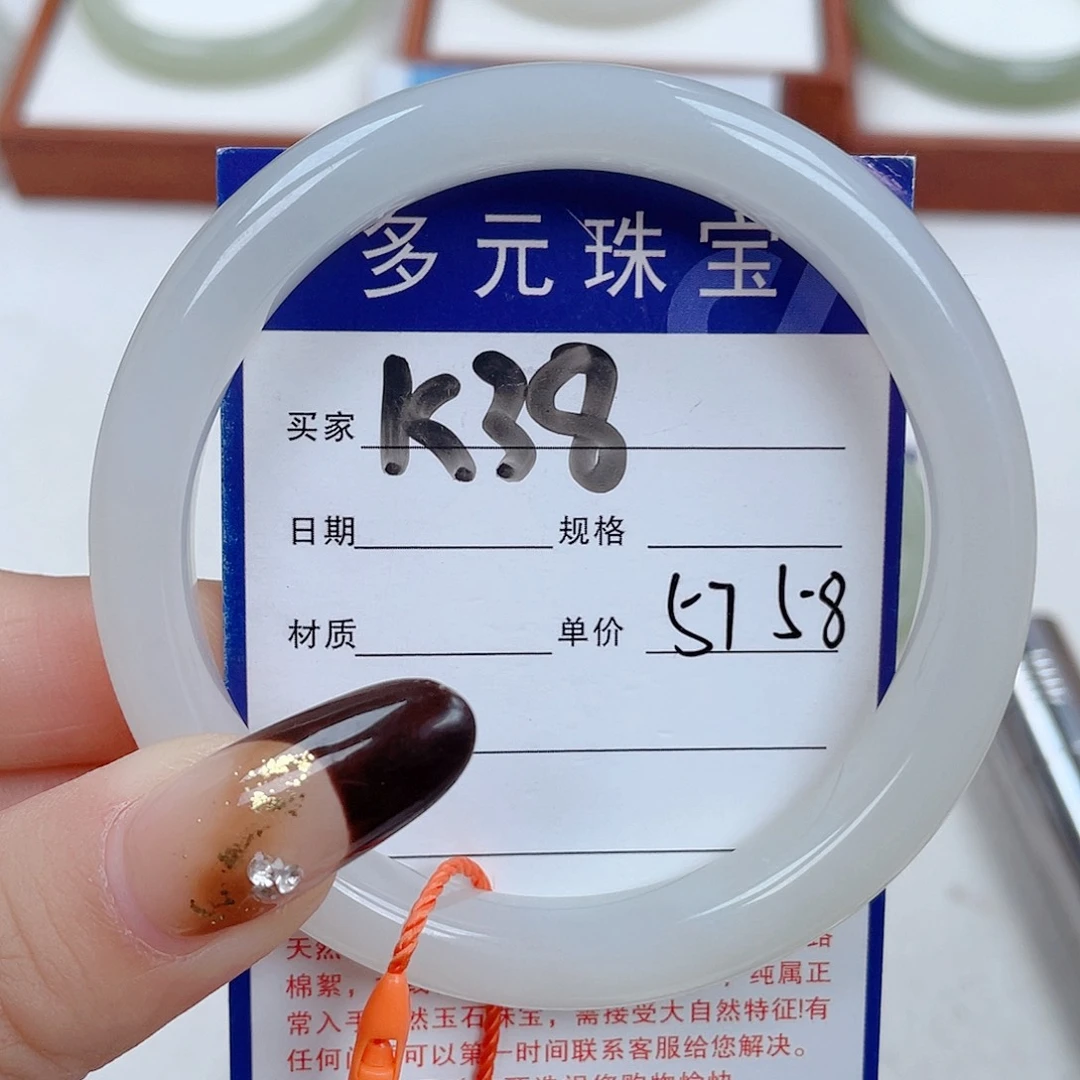 多元珠宝
买家 K38
日期 规格
材质 单价 57 58
天然
棉絮， ，纯属正
常入手 然玉石珠宝，需接受大自然特征!有
任何问 可以第一时间联系客服给您解决。